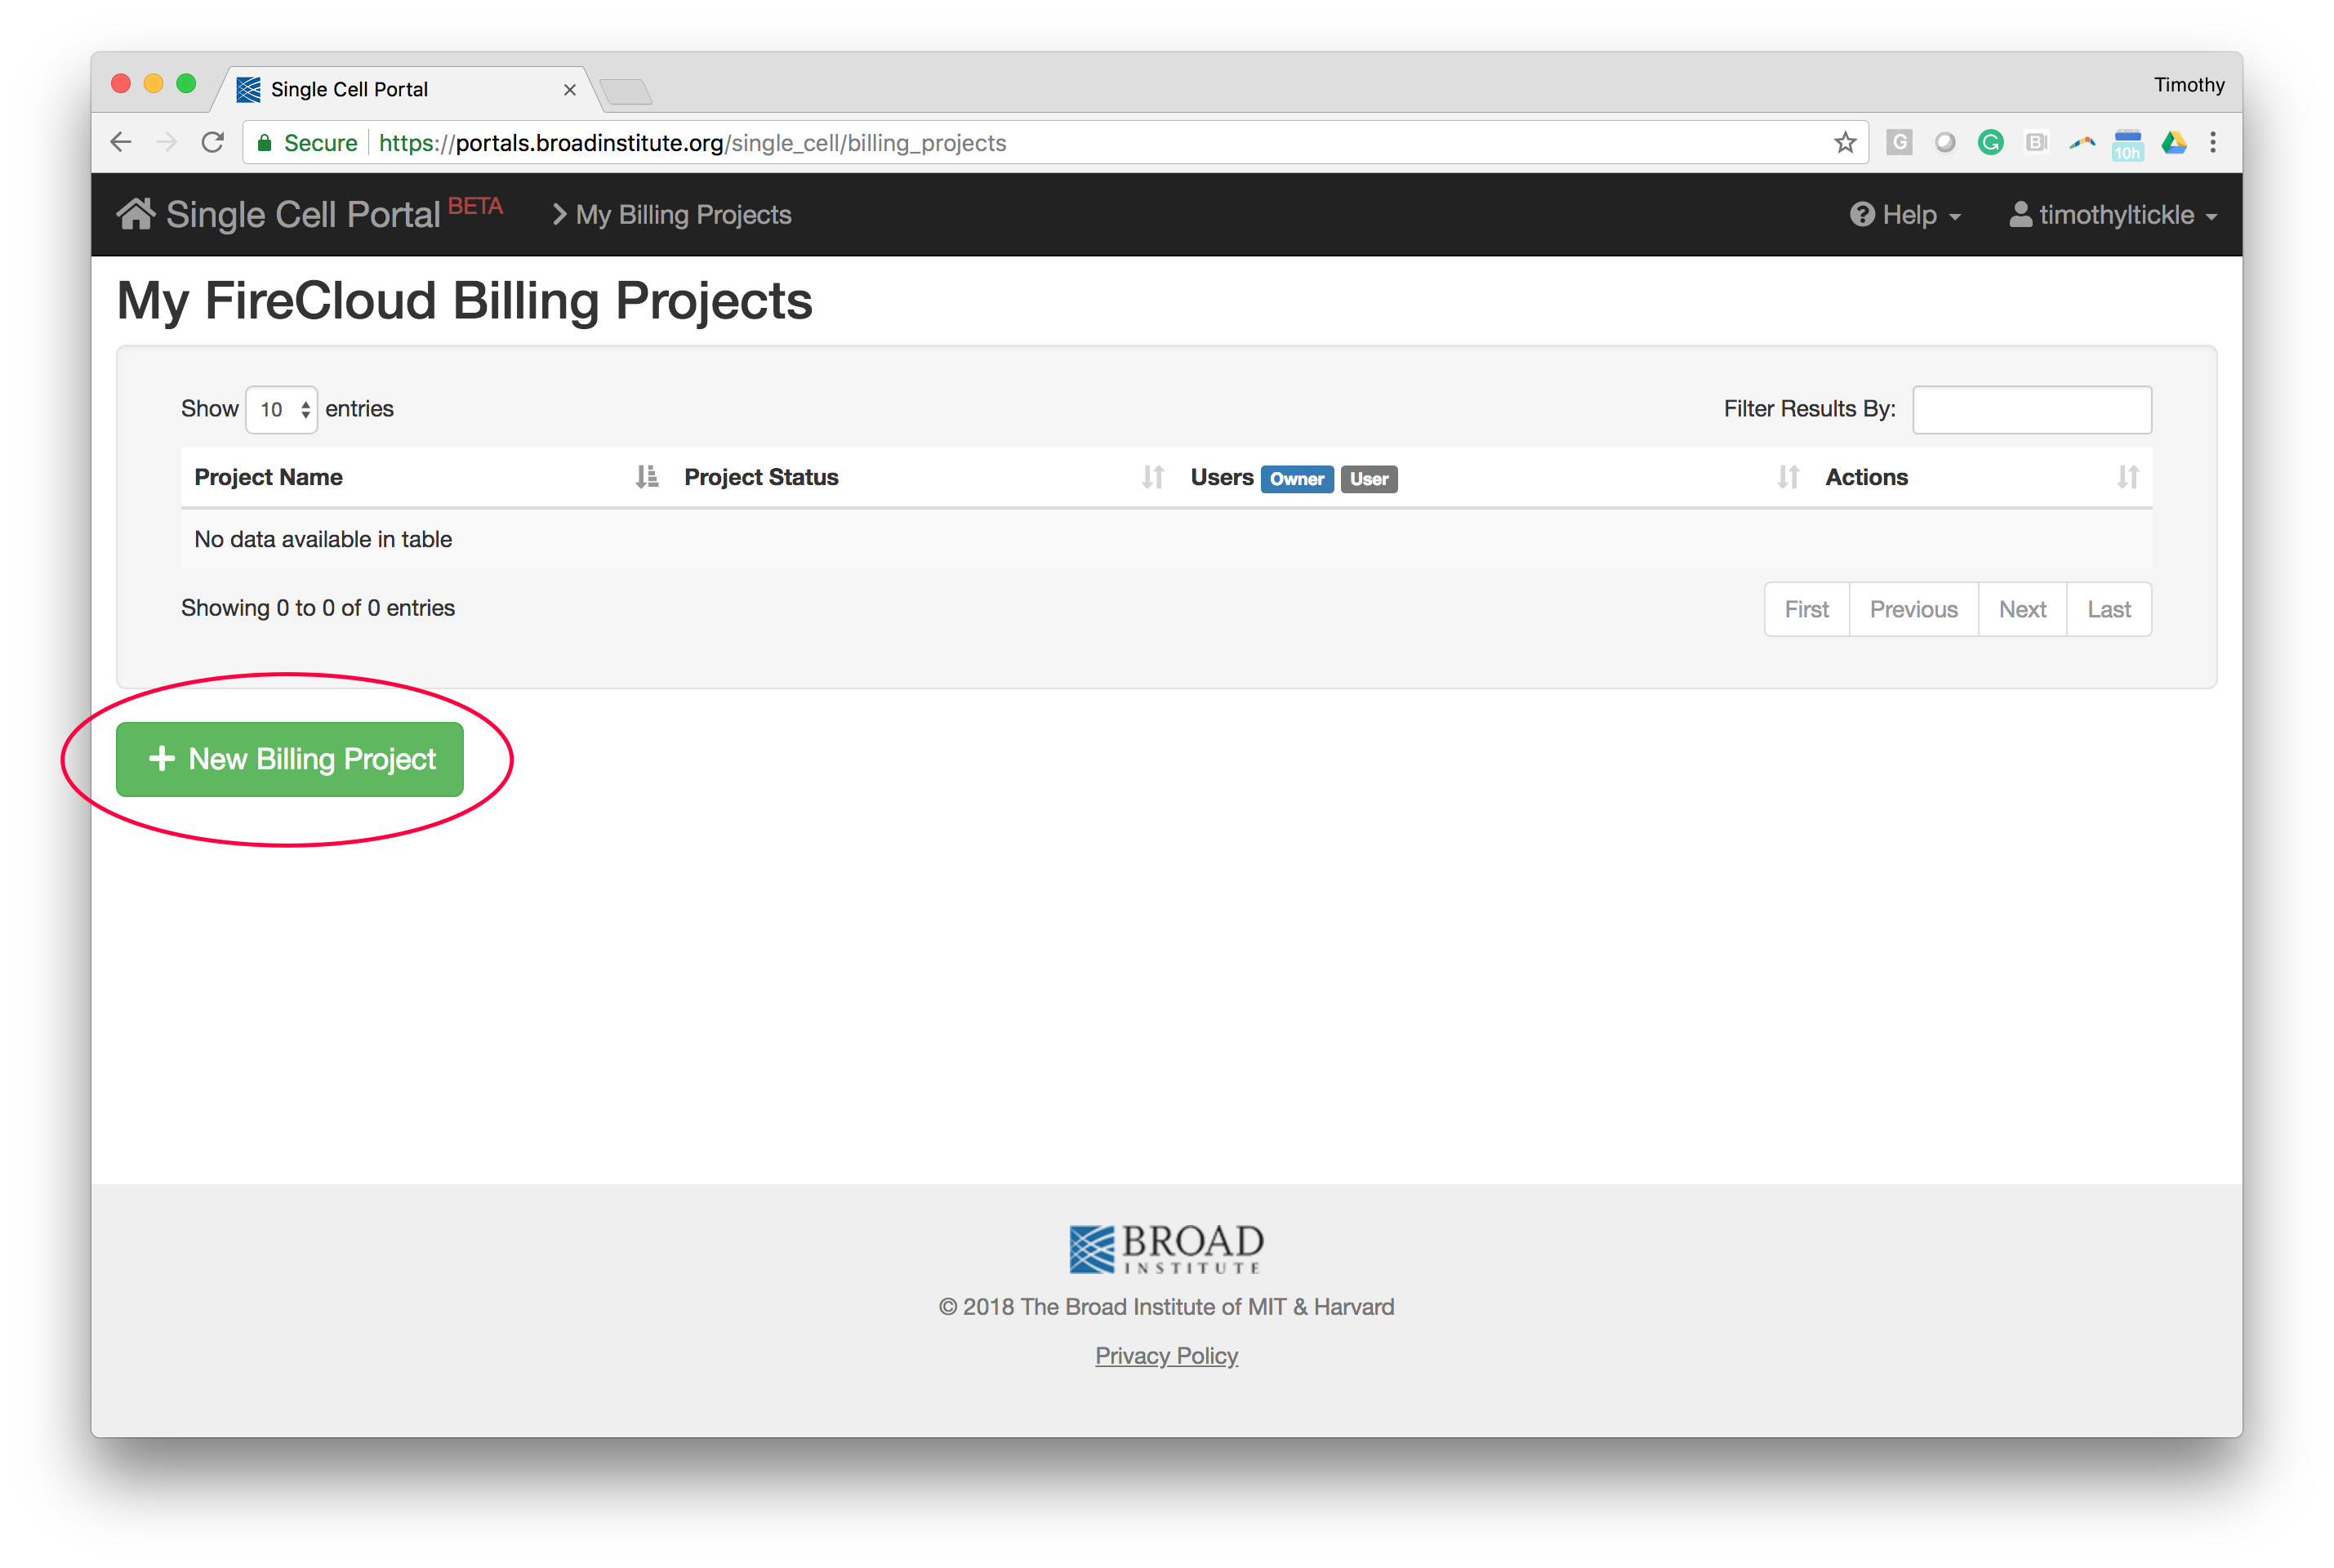 Single Cell Portal
Timothy
Secure https://portals.broadinstitute.org/single_cell/billing_projects
G
G
B
10h
Single Cell Portal BETA
My Billing Projects
Help
timothyltickle
My FireCloud Billing Projects
Show 10 entries
Filter Results By:
Project Name Project Status Users Owner User Actions
No data available in table
Showing 0 to 0 of 0 entries
First Previous Next Last
New Billing Project
BROAD
INSTITUTE
© 2018 The Broad Institute of MIT & Harvard
Privacy Policy